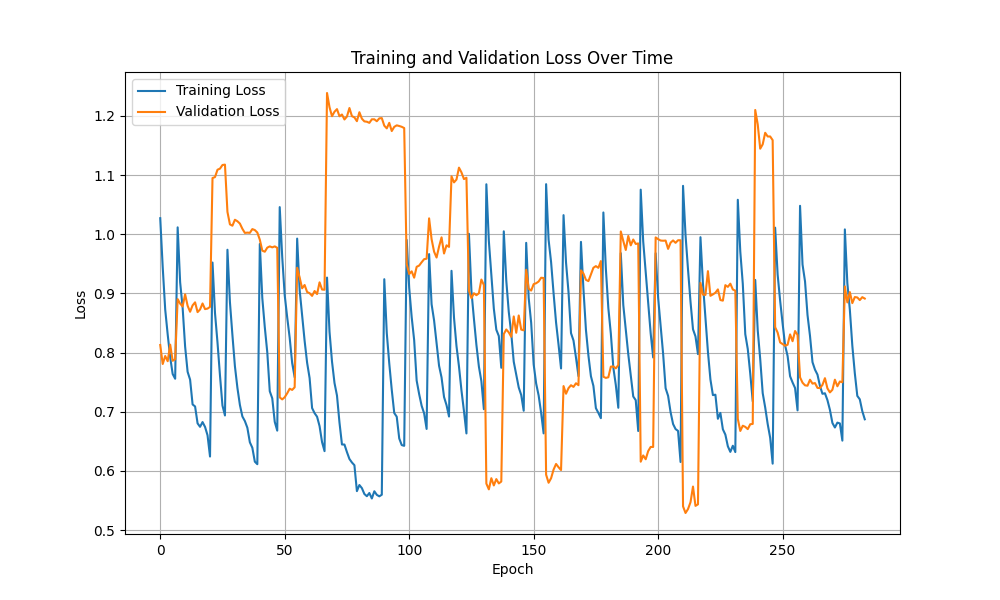 Training and Validation Loss Over Time
Training Loss
Validation Loss
1.2
1.1
1.0
0.9
0.8
0.7
0.6
0.5
Loss
0 50 100 150 200 250
Epoch